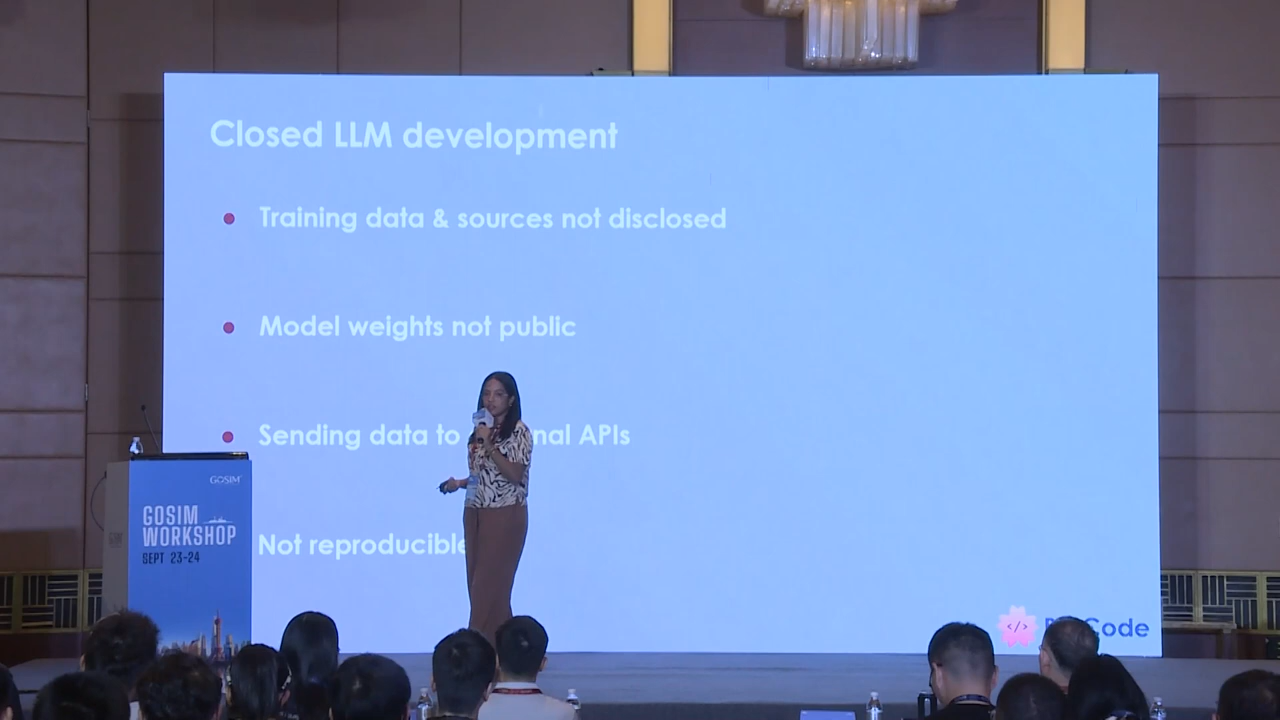 Closed LLM development
Training data & sources not disclosed
Model weights not public
Sending data to nal APIs
Not reproducible
GOSIM
GOSIM
WORKSHOP
SEPT 23-24
</> Code